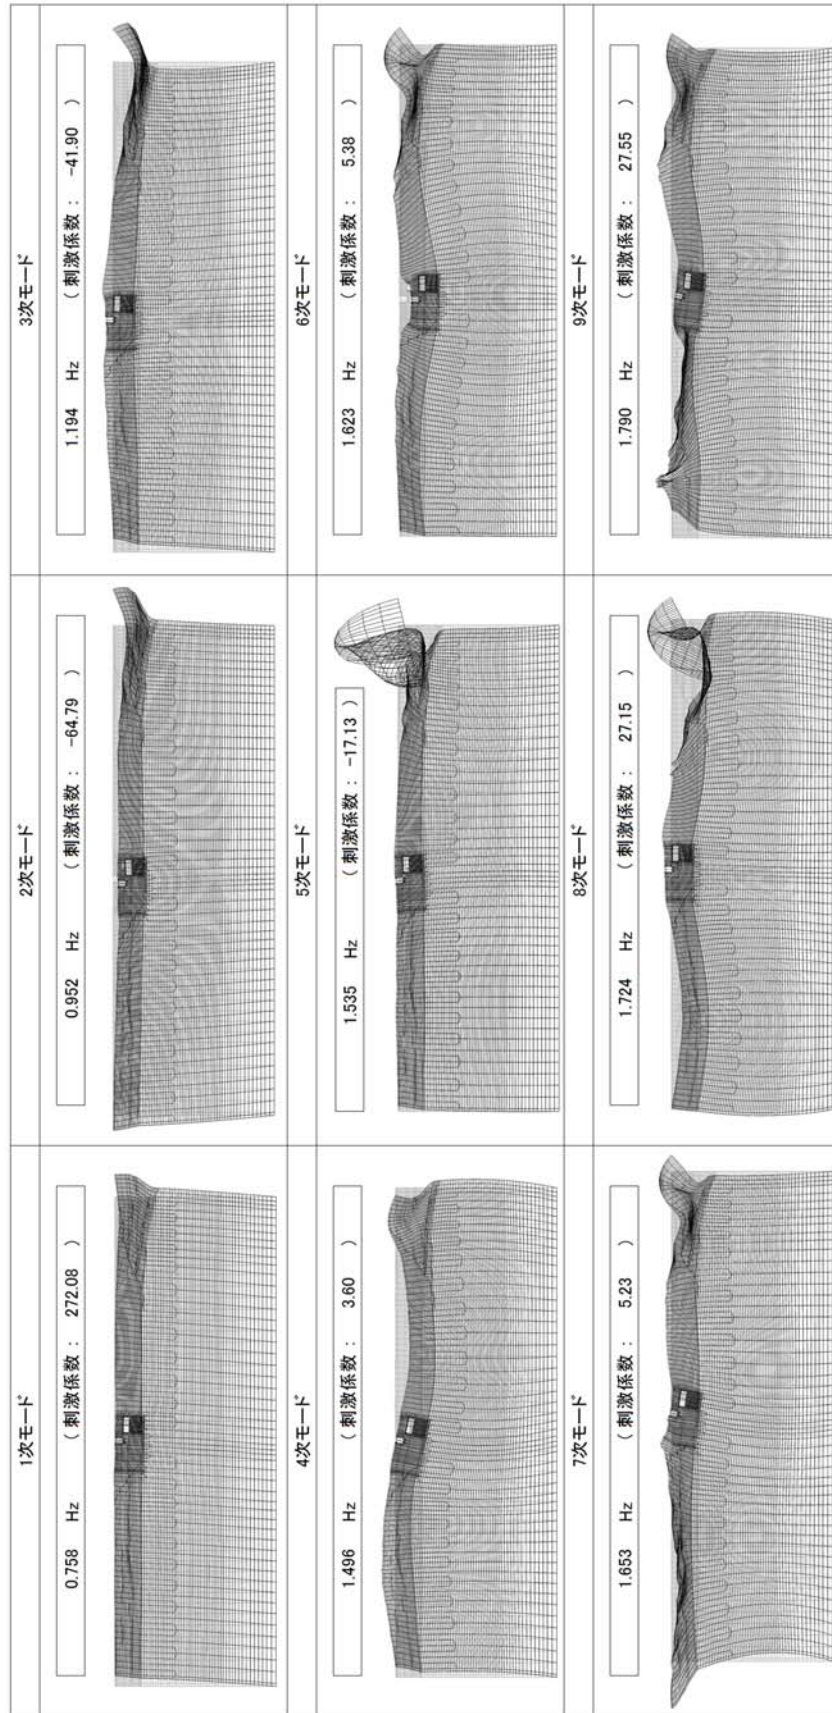 1次モード
0.758 Hz ( 刺激係数 : 272.08 )
2次モード
0.952 Hz ( 刺激係数 : -64.79 )
3次モード
1.194 Hz ( 刺激係数 : -41.90 )
4次モード
1.496 Hz ( 刺激係数 : 3.60 )
5次モード
1.535 Hz ( 刺激係数 : -17.13 )
6次モード
1.623 Hz ( 刺激係数 : 5.38 )
7次モード
1.653 Hz ( 刺激係数 : 5.23 )
8次モード
1.724 Hz ( 刺激係数 : 27.15 )
9次モード
1.790 Hz ( 刺激係数 : 27.55 )